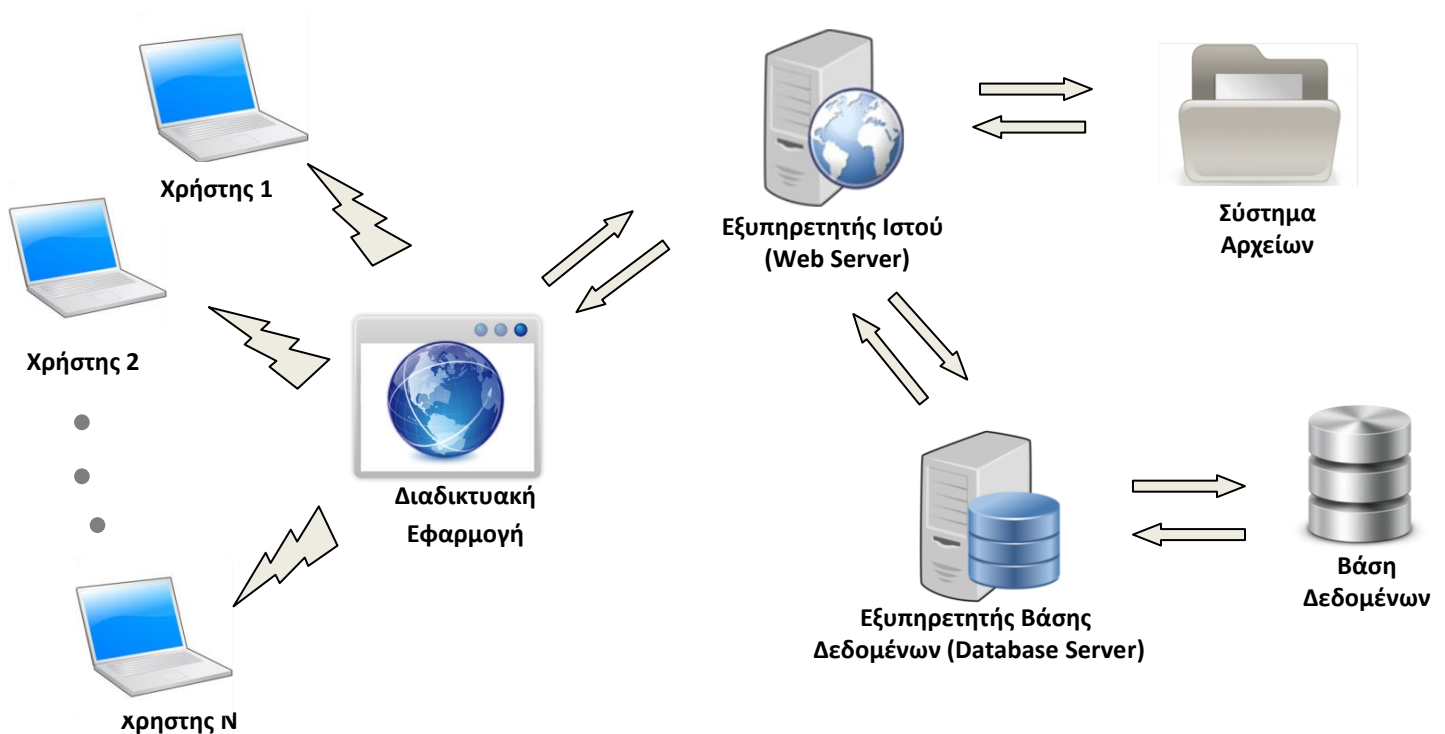 Χρήστης 1
Χρήστης 2
Χρηστης Ν
Διαδικτυακή
Εφαρμογή
Εξυπηρετητής Ιστού
(Web Server)
Σύστημα
Αρχείων
Εξυπηρετητής Βάσης
Δεδομένων (Database Server)
Βάση
Δεδομένων